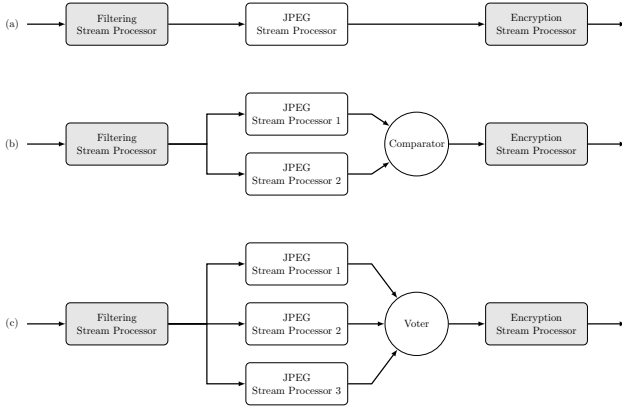 (a)
Filtering
Stream Processor
JPEG
Stream Processor
Encryption
Stream Processor
(b)
Filtering
Stream Processor
JPEG
Stream Processor 1
JPEG
Stream Processor 2
Comparator
Encryption
Stream Processor
(c)
Filtering
Stream Processor
JPEG
Stream Processor 1
JPEG
Stream Processor 2
JPEG
Stream Processor 3
Voter
Encryption
Stream Processor